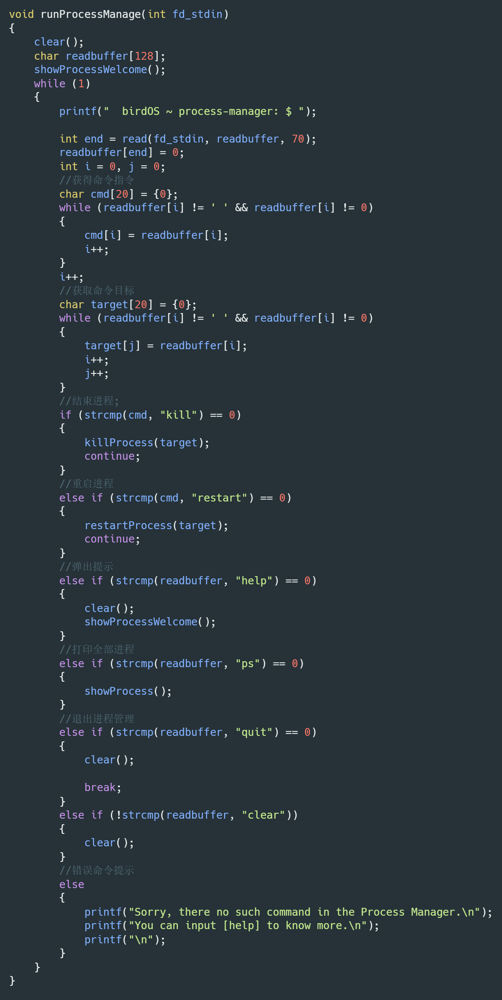 void runProcessManage(int fd_stdin)
{
    clear();
    char readbuffer[128];
    showProcessWelcome();
    while (1)
    {
        printf("  birdOS ~ process-manager: $ ");

        int end = read(fd_stdin, readbuffer, 70);
        readbuffer[end] = 0;
        int i = 0, j = 0;
        //获得命令指令
        char cmd[20] = {0};
        while (readbuffer[i] != ' ' && readbuffer[i] != 0)
        {
            cmd[i] = readbuffer[i];
            i++;
        }
        i++;
        //获取命令目标
        char target[20] = {0};
        while (readbuffer[i] != ' ' && readbuffer[i] != 0)
        {
            target[j] = readbuffer[i];
            i++;
            j++;
        }
        //结束进程;
        if (strcmp(cmd, "kill") == 0)
        {
            killProcess(target);
            continue;
        }
        //重启进程
        else if (strcmp(cmd, "restart") == 0)
        {
            restartProcess(target);
            continue;
        }
        //弹出提示
        else if (strcmp(readbuffer, "help") == 0)
        {
            clear();
            showProcessWelcome();
        }
        //打印全部进程
        else if (strcmp(readbuffer, "ps") == 0)
        {
            showProcess();
        }
        //退出进程管理
        else if (strcmp(readbuffer, "quit") == 0)
        {
            clear();

            break;
        }
        else if (!strcmp(readbuffer, "clear"))
        {
            clear();
        }
        //错误命令提示
        else
        {
            printf("Sorry, there no such command in the Process Manager.\n");
            printf("You can input [help] to know more.\n");
            printf("\n");
        }
    }
}